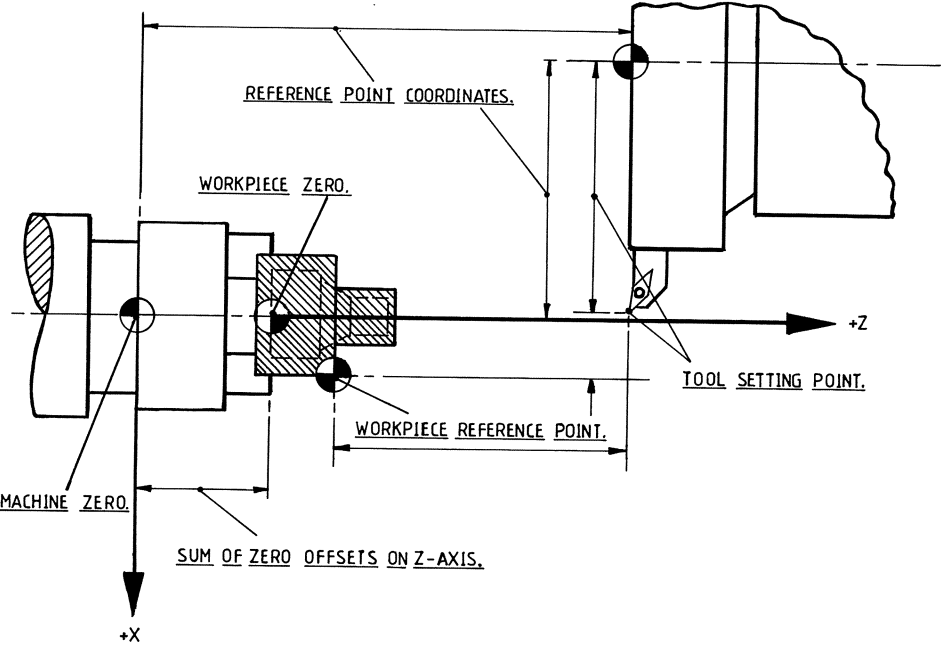 REFERENCE POINT COORDINATES.
WORKPIECE ZERO.
+Z
TOOL SETTING POINT.
WORKPIECE REFERENCE POINT.
MACHINE ZERO.
SUM OF ZERO OFFSETS ON Z-AXIS.
+X